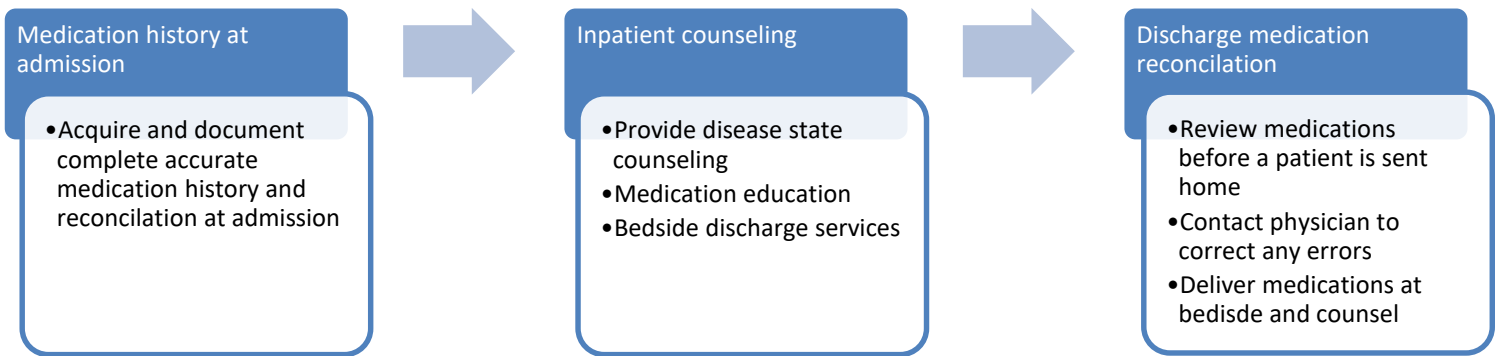 Medication history at
admission
•Acquire and document
complete accurate
medication history and
reconcilation at admission
Inpatient counseling
•Provide disease state
counseling
•Medication education
•Bedside discharge services
Discharge medication
reconcilation
•Review medications
before a patient is sent
home
•Contact physician to
correct any errors
•Deliver medications at
bedisde and counsel